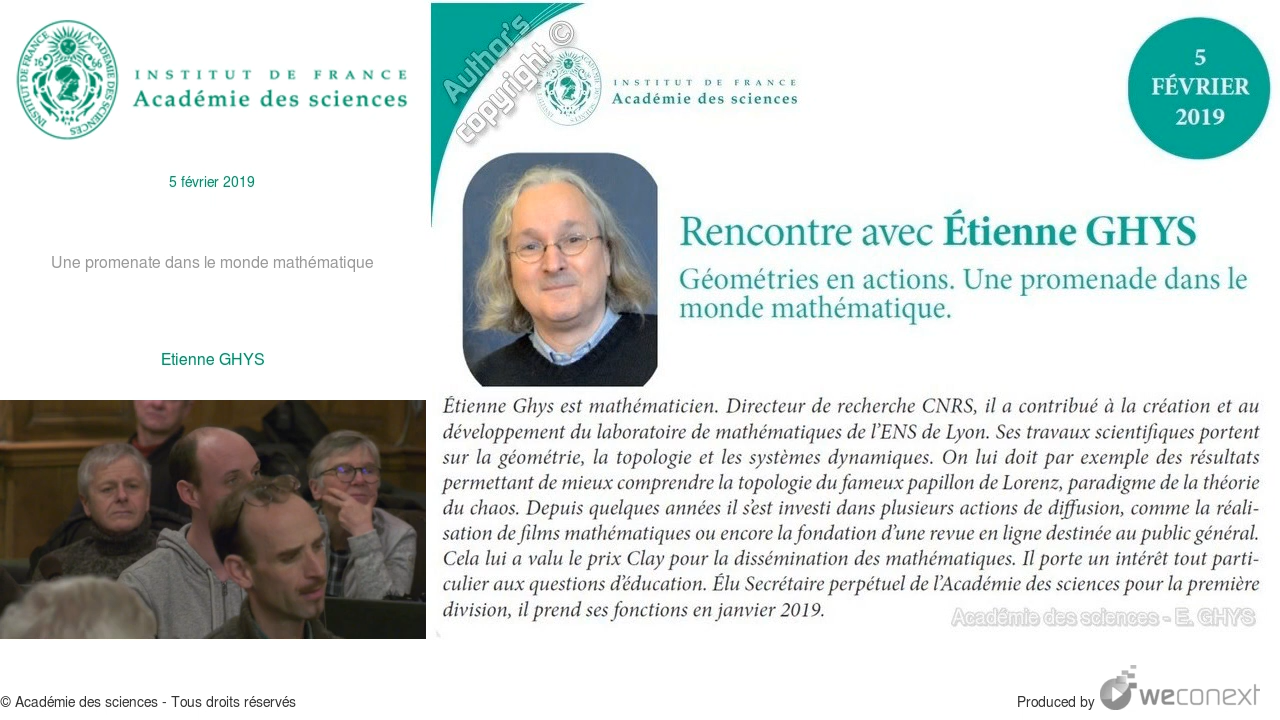 INSTITUT DE FRANCE
Académie des sciences
5 février 2019
Une promenate dans le monde mathématique
Etienne GHYS
Author's
copyright ©
INSTITUT DE FRANCE
Académie des sciences
5
FÉVRIER
2019
Rencontre avec Étienne GHYS
Géométries en actions. Une promenade dans le
monde mathématique.
Étienne Ghys est mathématicien. Directeur de recherche CNRS, il a contribué à la création et au
développement du laboratoire de mathématiques de l'ENS de Lyon. Ses travaux scientifiques portent
sur la géométrie, la topologie et les systèmes dynamiques. On lui doit par exemple des résultats
permettant de mieux comprendre la topologie du fameux papillon de Lorenz, paradigme de la théorie
du chaos. Depuis quelques années il s'est investi dans plusieurs actions de diffusion, comme la réali-
sation de films mathématiques ou encore la fondation d'une revue en ligne destinée au public général.
Cela lui a valu le prix Clay pour la dissémination des mathématiques. Il porte un intérêt tout parti-
culier aux questions d'éducation. Élu Secrétaire perpétuel de l'Académie des sciences pour la première
division, il prend ses fonctions en janvier 2019.
Académie des sciences - E. GHYS
© Académie des sciences - Tous droits réservés
Produced by weconext